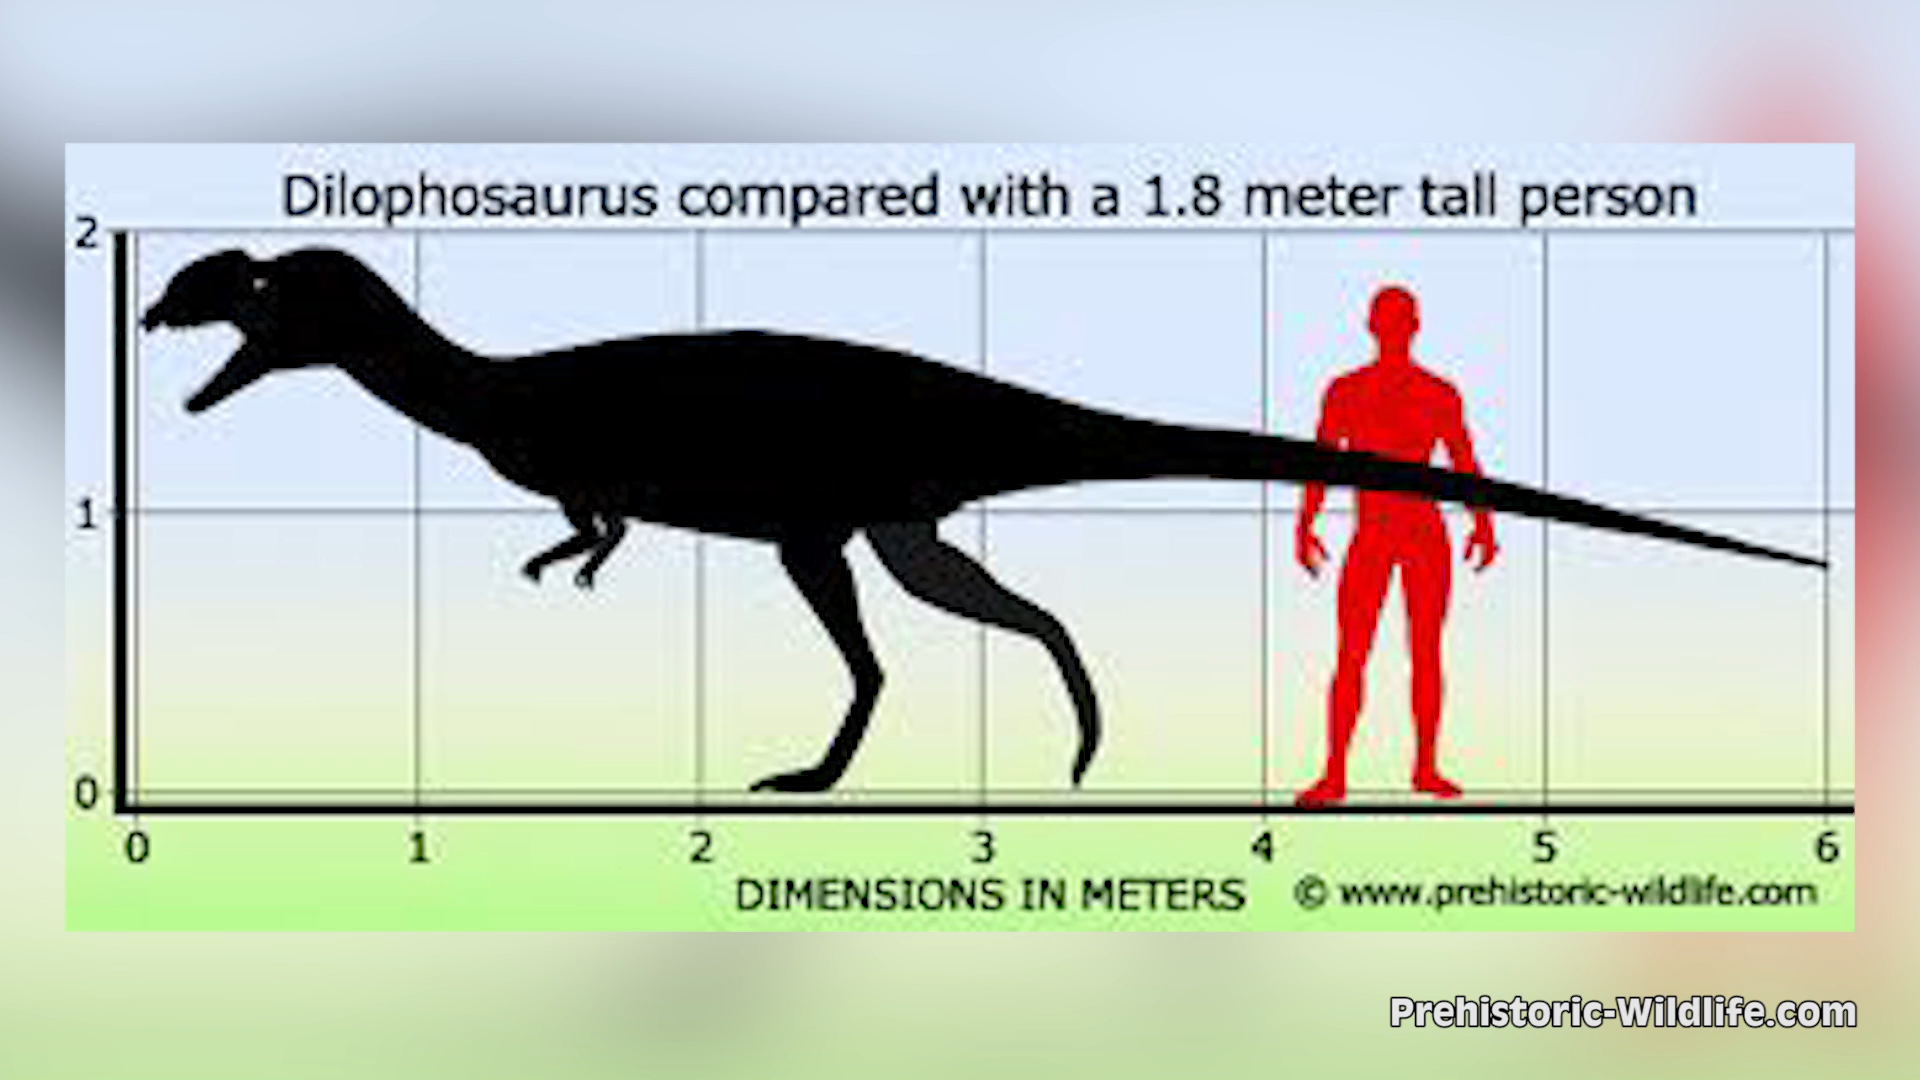 Dilophosaurus compared with a 1.8 meter tall person
2
1
0
0 1 2 3 4 5 6
DIMENSIONS IN METERS © www.prehistoric-wildlife.com
Prehistoric-Wildlife.com